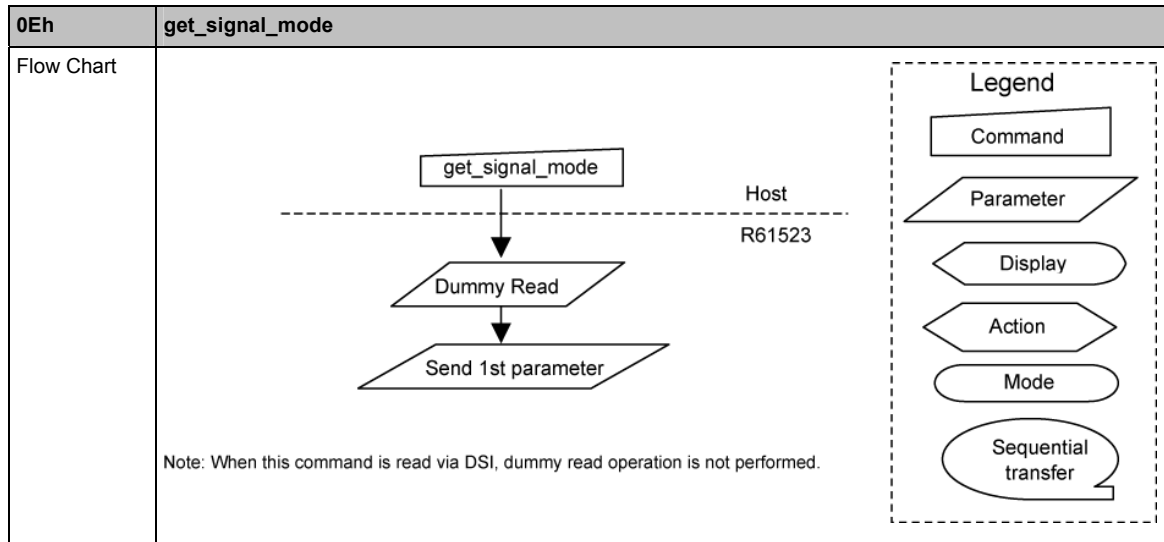 0Eh get_signal_mode
Flow Chart
get_signal_mode
Host
R61523
Dummy Read
Send 1st parameter
Note: When this command is read via DSI, dummy read operation is not performed.
Legend
Command
Parameter
Display
Action
Mode
Sequential
transfer